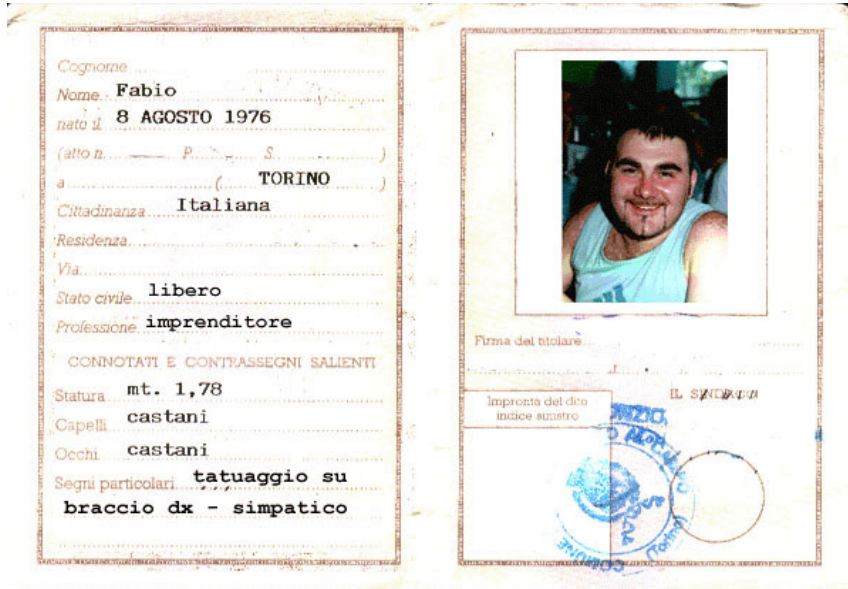 Cognome
Nome Fabio
nato il 8 AGOSTO 1976
(atto n. P. S. )
a ( TORINO )
Cittadinanza Italiana
Residenza
Via
Stato civile libero
Professione imprenditore
CONNOTATI E CONTRASSEGNI SALIENTI
Statura mt. 1,78
Capelli castani
Occhi castani
Segni particolari tatuaggio su
braccio dx - simpatico
Firma del titolare
IL SINDACO
Impronta del dito
indice sinistro
COMUNE
(Torino)